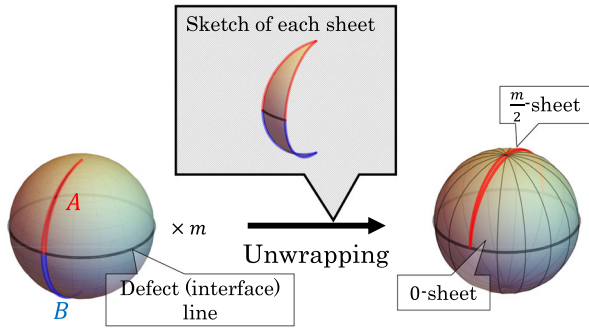 Sketch of each sheet
m/2-sheet
A
× m
Unwrapping
0-sheet
Defect (interface)
line
B